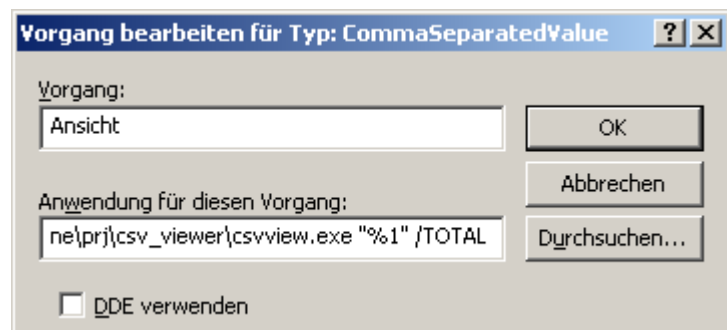 Vorgang bearbeiten für Typ: CommaSeparatedValue
Vorgang:
Ansicht
OK
Abbrechen
Anwendung für diesen Vorgang:
ne\prj\csv_viewer\csvview.exe "%1" /TOTAL
Durchsuchen...
DDE verwenden